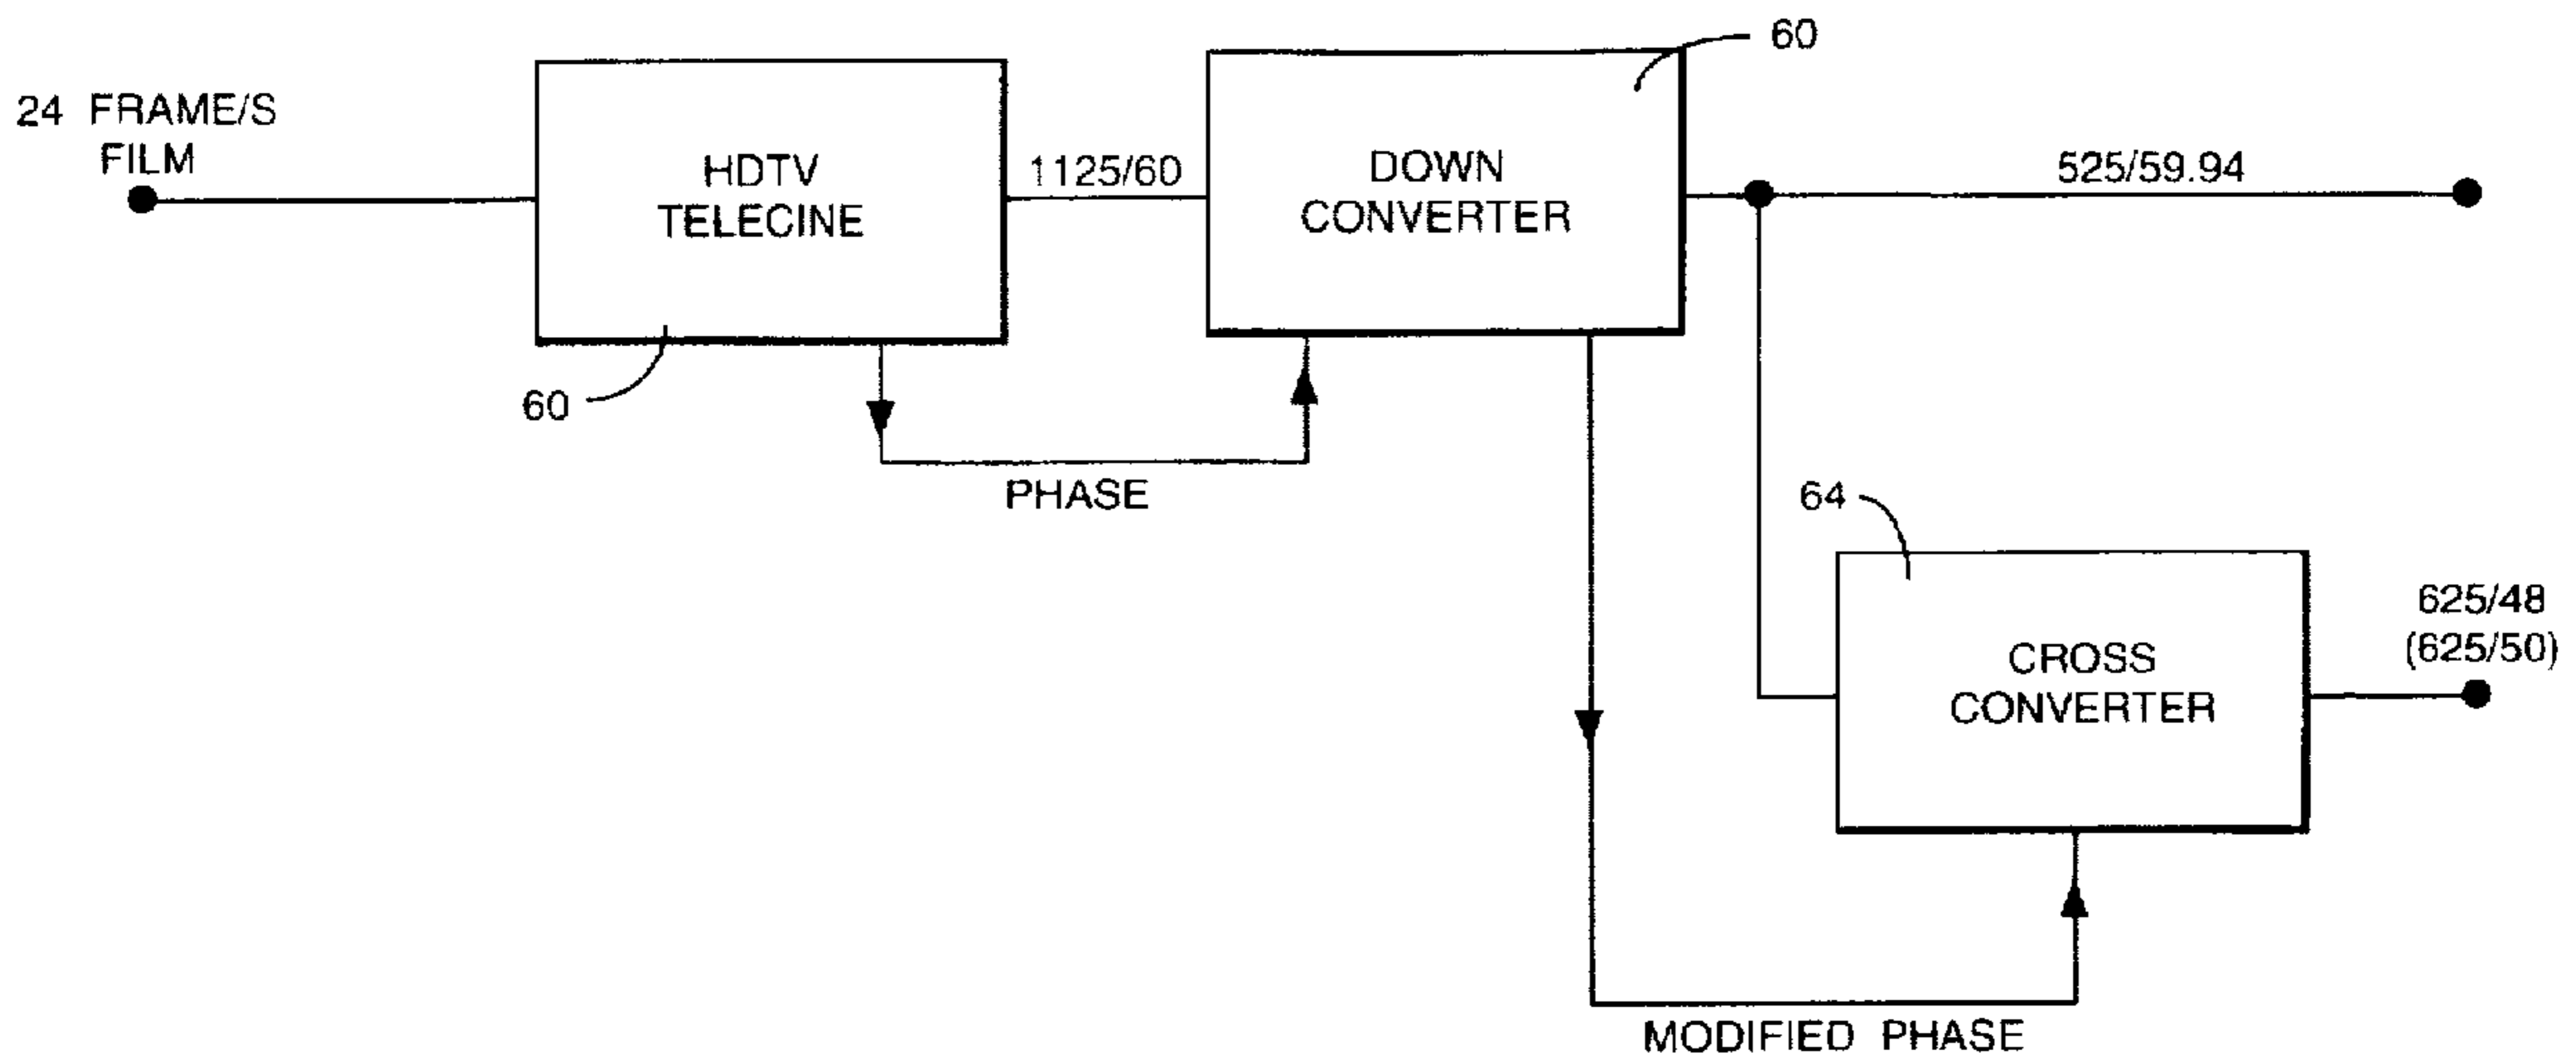 24 FRAME/S
FILM
HDTV
TELECINE
60
1125/60
PHASE
DOWN
CONVERTER
60
525/59.94
64
CROSS
CONVERTER
625/48
(625/50)
MODIFIED PHASE